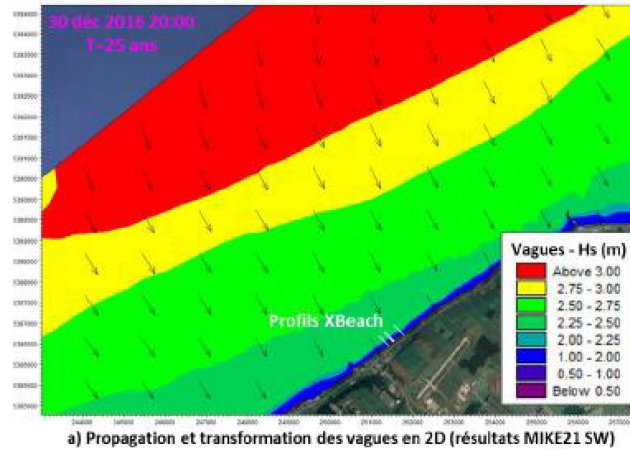 30 déc 2016 20:00
T~25 ans
Profils XBeach
Vagues - Hs (m)
Above 3.00
2.75 - 3.00
2.50 - 2.75
2.25 - 2.50
2.00 - 2.25
1.00 - 2.00
0.50 - 1.00
Below 0.50
a) Propagation et transformation des vagues en 2D (résultats MIKE21 SW)